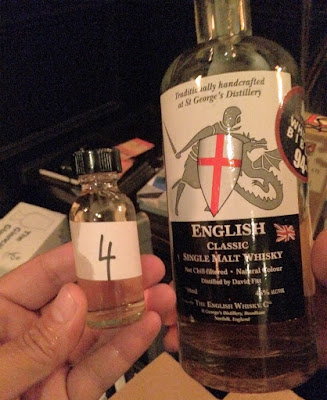 Traditionally handcrafted
at St George's Distillery
ENGLISH
CLASSIC
SINGLE MALT WHISKY
Not Chill-filtered • Natural Colour
Distilled by David Fitt
THE ENGLISH WHISKY C
St George's Distillery, Roudham
Norfolk, England
4